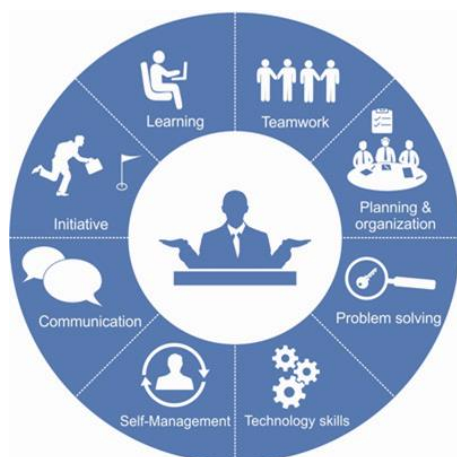 Learning
Teamwork
Initiative
Planning &
organization
Communication
Problem solving
Self-Management
Technology skills